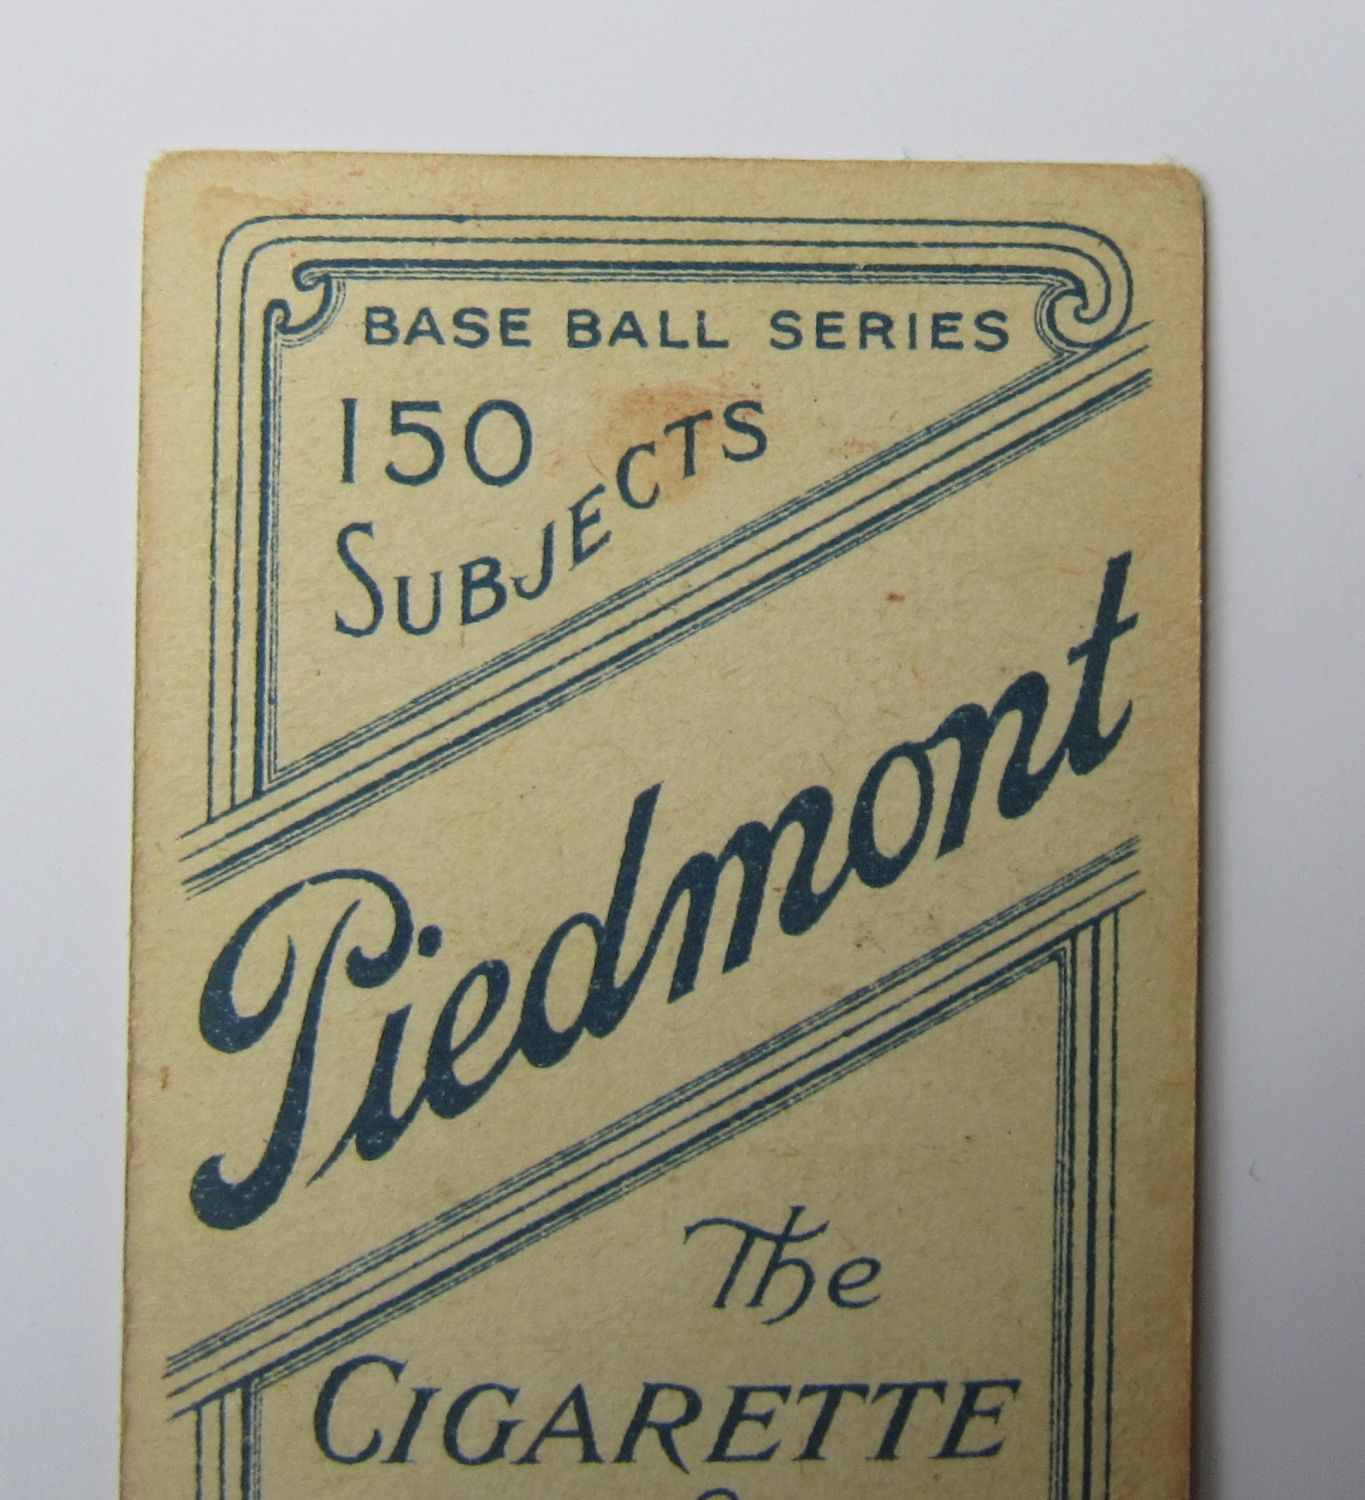 BASE BALL SERIES
150
SUBJECTS
Piedmont
The
CIGARETTE